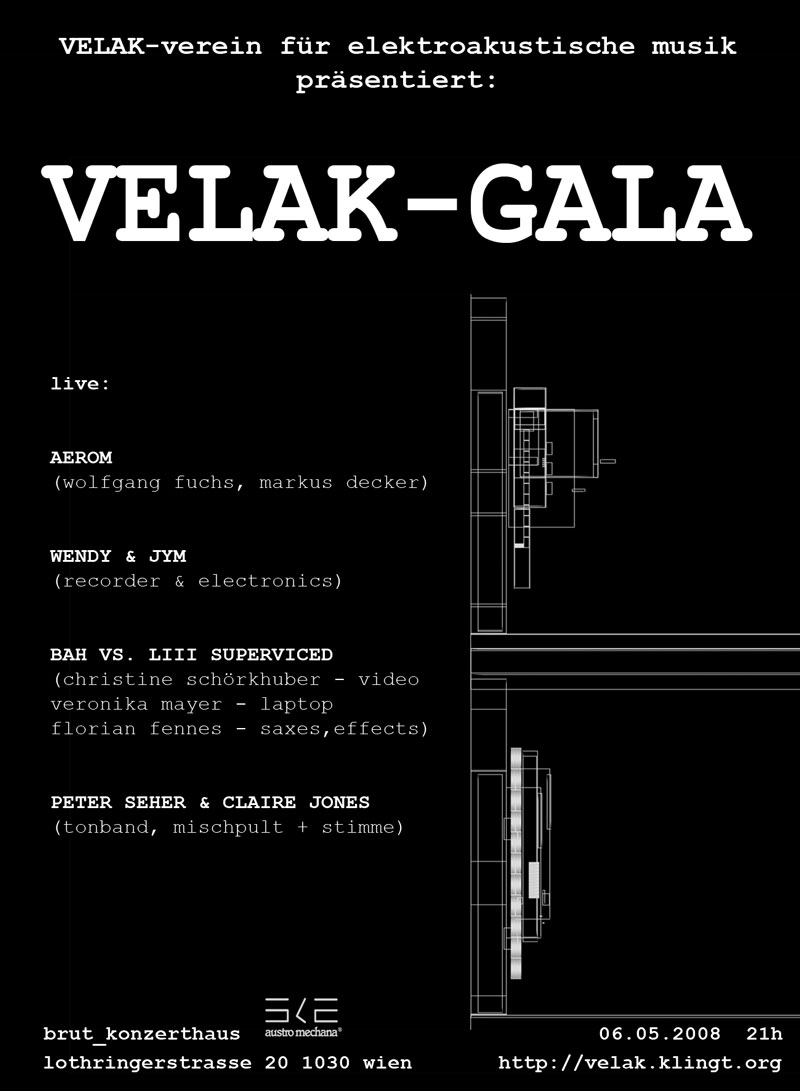 VELAK-verein für elektroakustische musik
präsentiert:
VELAK-GALA
live:
AEROM
(wolfgang fuchs, markus decker)
WENDY & JYM
(recorder & electronics)
BAH VS. LIII SUPERVICED
(christine schörkhuber - video
veronika mayer - laptop
florian fennes - saxes,effects)
PETER SEHER & CLAIRE JONES
(tonband, mischpult + stimme)
SKE
austro mechana®
brut_konzerthaus
lothringerstrasse 20 1030 wien
06.05.2008 21h
http://velak.klingt.org